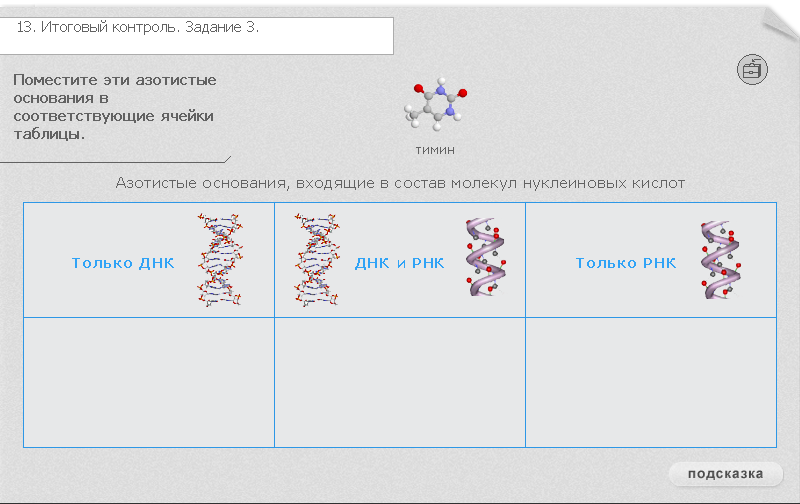 13. Итоговый контроль. Задание 3.
Поместите эти азотистые
основания в
соответствующие ячейки
таблицы.
тимин
Азотистые основания, входящие в состав молекул нуклеиновых кислот
Только ДНК
ДНК и РНК
Только РНК
подсказка